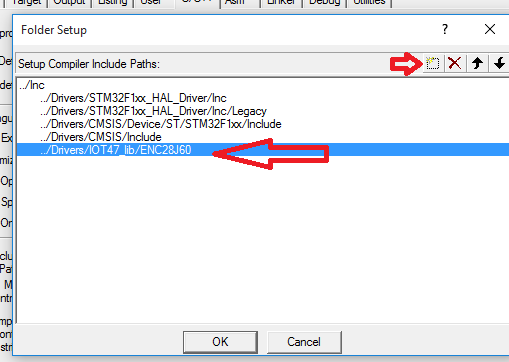 Target Output Listing User Asm Linker Debug Utilities
Folder Setup
Setup Compiler Include Paths:
../Inc
../Drivers/STM32F1xx_HAL_Driver/Inc
../Drivers/STM32F1xx_HAL_Driver/Inc/Legacy
../Drivers/CMSIS/Device/ST/STM32F1xx/Include
../Drivers/CMSIS/Include
../Drivers/IOT47_lib/ENC28J60
OK Cancel